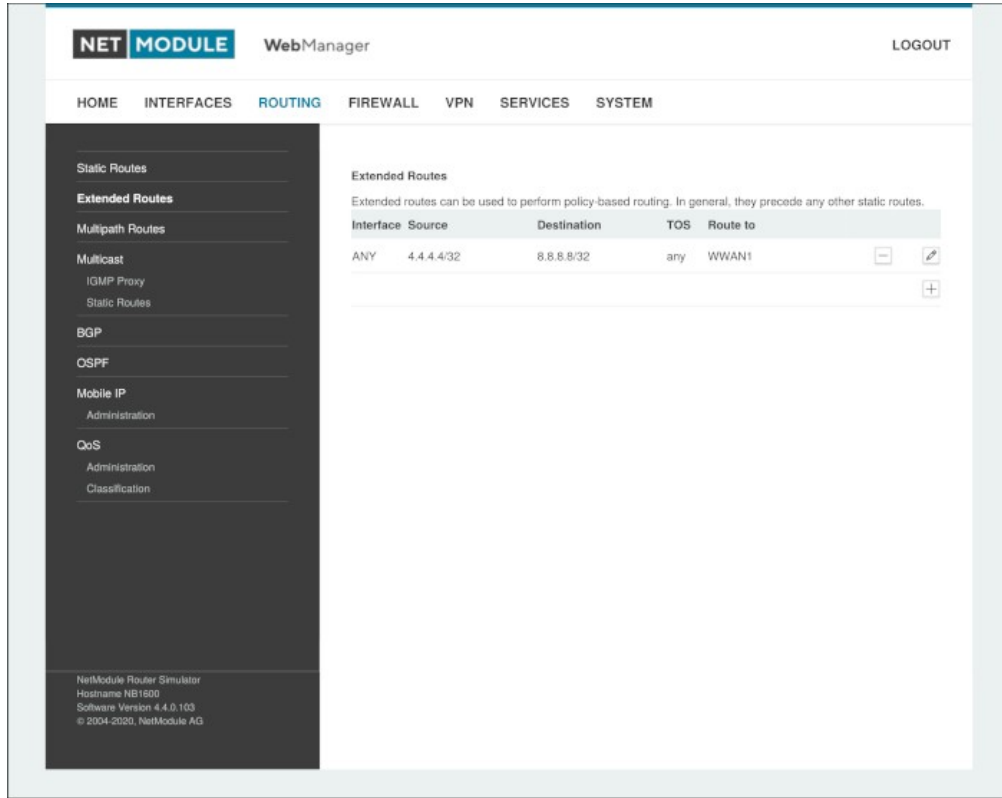 NET MODULE WebManager LOGOUT
HOME INTERFACES ROUTING FIREWALL VPN SERVICES SYSTEM
Static Routes
Extended Routes
Multipath Routes
Multicast
IGMP Proxy
Static Routes
BGP
OSPF
Mobile IP
Administration
QoS
Administration
Classification
NetModule Router Simulator
Hostname NB1600
Software Version 4.4.0.103
© 2004-2020, NetModule AG
Extended Routes
Extended routes can be used to perform policy-based routing. In general, they precede any other static routes.
Interface Source Destination TOS Route to
ANY 4.4.4.4/32 8.8.8.8/32 any WWAN1